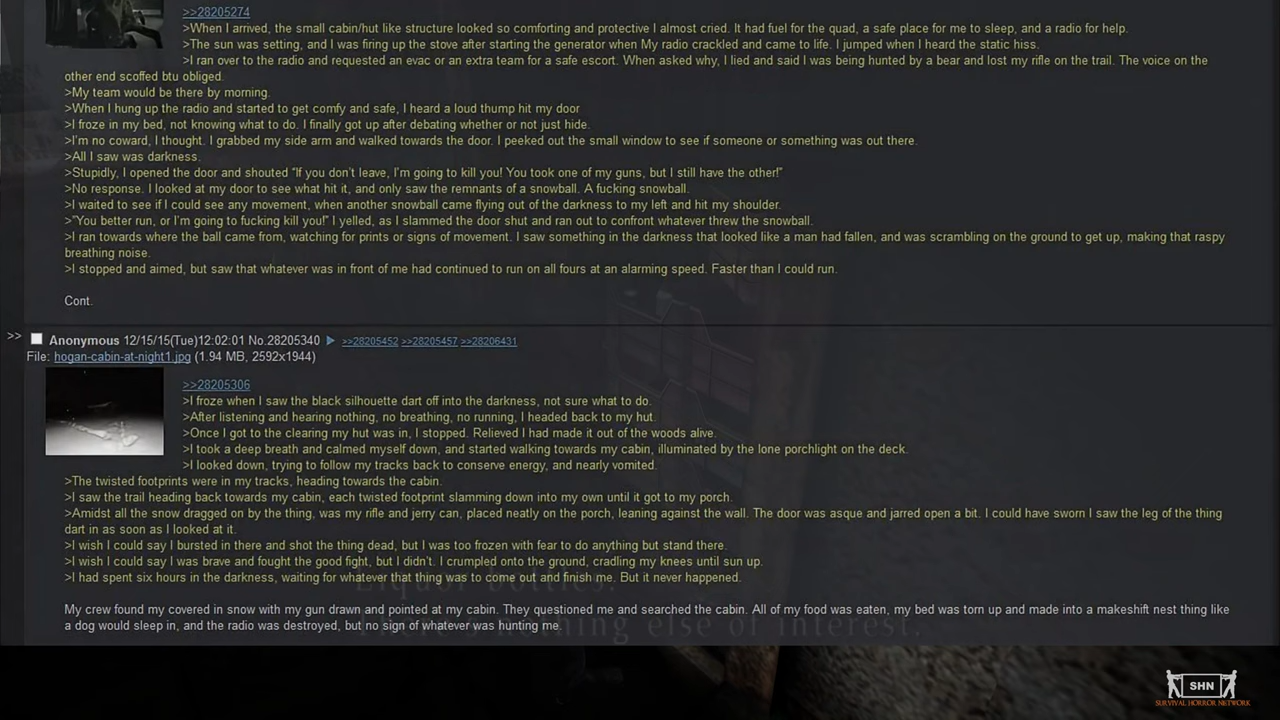 >>28205274
>When I arrived, the small cabin/hut like structure looked so comforting and protective I almost cried. It had fuel for the quad, a safe place for me to sleep, and a radio for help.
>The sun was setting, and I was firing up the stove after starting the generator when My radio crackled and came to life. I jumped when I heard the static hiss.
>I ran over to the radio and requested an evac or an extra team for a safe escort. When asked why, I lied and said I was being hunted by a bear and lost my rifle on the trail. The voice on the
other end scoffed btu obliged.
>My team would be there by morning.
>When I hung up the radio and started to get comfy and safe, I heard a loud thump hit my door
>I froze in my bed, not knowing what to do. I finally got up after debating whether or not just hide.
>I'm no coward, I thought. I grabbed my side arm and walked towards the door. I peeked out the small window to see if someone or something was out there.
>All I saw was darkness.
>Stupidly, I opened the door and shouted "If you don't leave, I'm going to kill you! You took one of my guns, but I still have the other!"
>No response. I looked at my door to see what hit it, and only saw the remnants of a snowball. A fucking snowball.
>I waited to see if I could see any movement, when another snowball came flying out of the darkness to my left and hit my shoulder.
>"You better run, or I'm going to fucking kill you!" I yelled, as I slammed the door shut and ran out to confront whatever threw the snowball.
>I ran towards where the ball came from, watching for prints or signs of movement. I saw something in the darkness that looked like a man had fallen, and was scrambling on the ground to get up, making that raspy
breathing noise.
>I stopped and aimed, but saw that whatever was in front of me had continued to run on all fours at an alarming speed. Faster than I could run.
Cont.
>> Anonymous 12/15/15(Tue)12:02:01 No.28205340 ▶ >>28205452 >>28205457 >>28206431
File: hogan-cabin-at-night1.jpg (1.94 MB, 2592x1944)
>>28205306
>I froze when I saw the black silhouette dart off into the darkness, not sure what to do.
>After listening and hearing nothing, no breathing, no running, I headed back to my hut.
>Once I got to the clearing my hut was in, I stopped. Relieved I had made it out of the woods alive.
>I took a deep breath and calmed myself down, and started walking towards my cabin, illuminated by the lone porchlight on the deck.
>I looked down, trying to follow my tracks back to conserve energy, and nearly vomited.
>The twisted footprints were in my tracks, heading towards the cabin.
>I saw the trail heading back towards my cabin, each twisted footprint slamming down into my own until it got to my porch.
>Amidst all the snow dragged on by the thing, was my rifle and jerry can, placed neatly on the porch, leaning against the wall. The door was asque and jarred open a bit. I could have sworn I saw the leg of the thing
dart in as soon as I looked at it.
>I wish I could say I bursted in there and shot the thing dead, but I was too frozen with fear to do anything but stand there.
>I wish I could say I was brave and fought the good fight, but I didn't. I crumpled onto the ground, cradling my knees until sun up.
>I had spent six hours in the darkness, waiting for whatever that thing was to come out and finish me. But it never happened.
Liquor bottles.
My crew found my covered in snow with my gun drawn and pointed at my cabin. They questioned me and searched the cabin. All of my food was eaten, my bed was torn up and made into a makeshift nest thing like
a dog would sleep in, and the radio was destroyed, but no sign of whatever was hunting me.
There's nothing else of interest.
SHN
SURVIVAL HORROR NETWORK